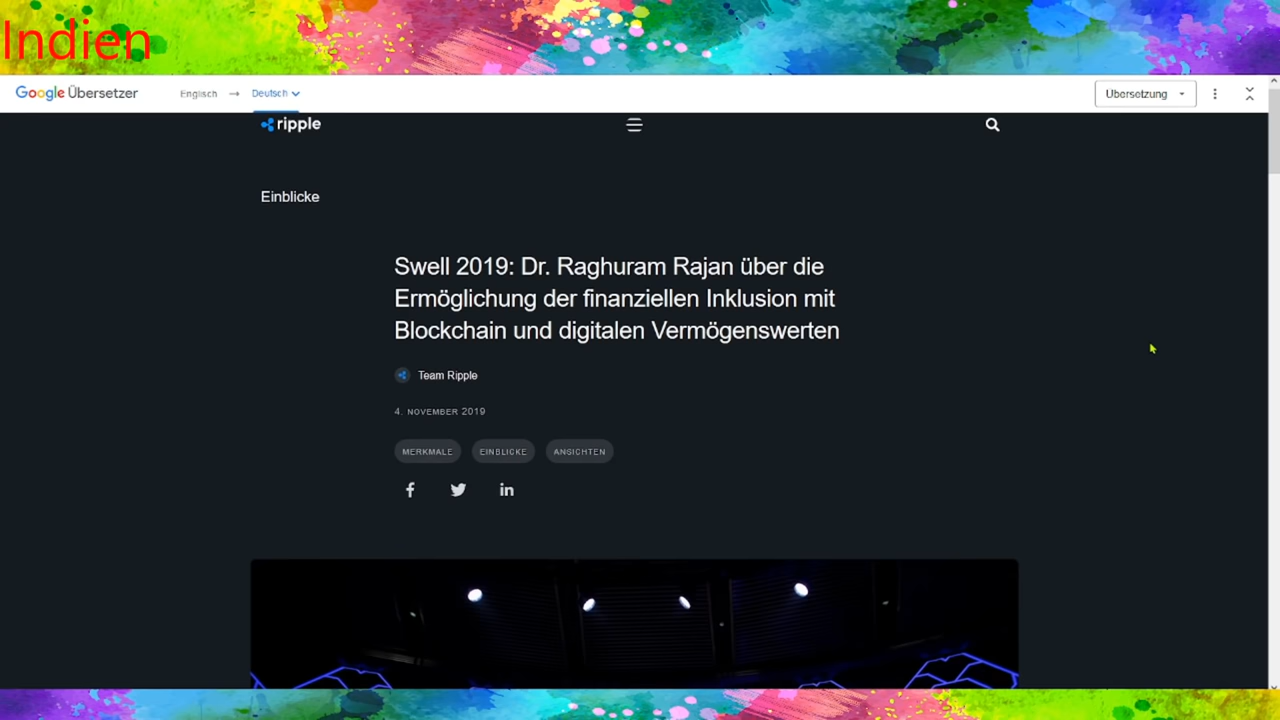 Indien
Google Übersetzer
Englisch → Deutsch
Übersetzung
ripple
Einblicke
Swell 2019: Dr. Raghuram Rajan über die
Ermöglichung der finanziellen Inklusion mit
Blockchain und digitalen Vermögenswerten
Team Ripple
4. NOVEMBER 2019
MERKMALE EINBLICKE ANSICHTEN